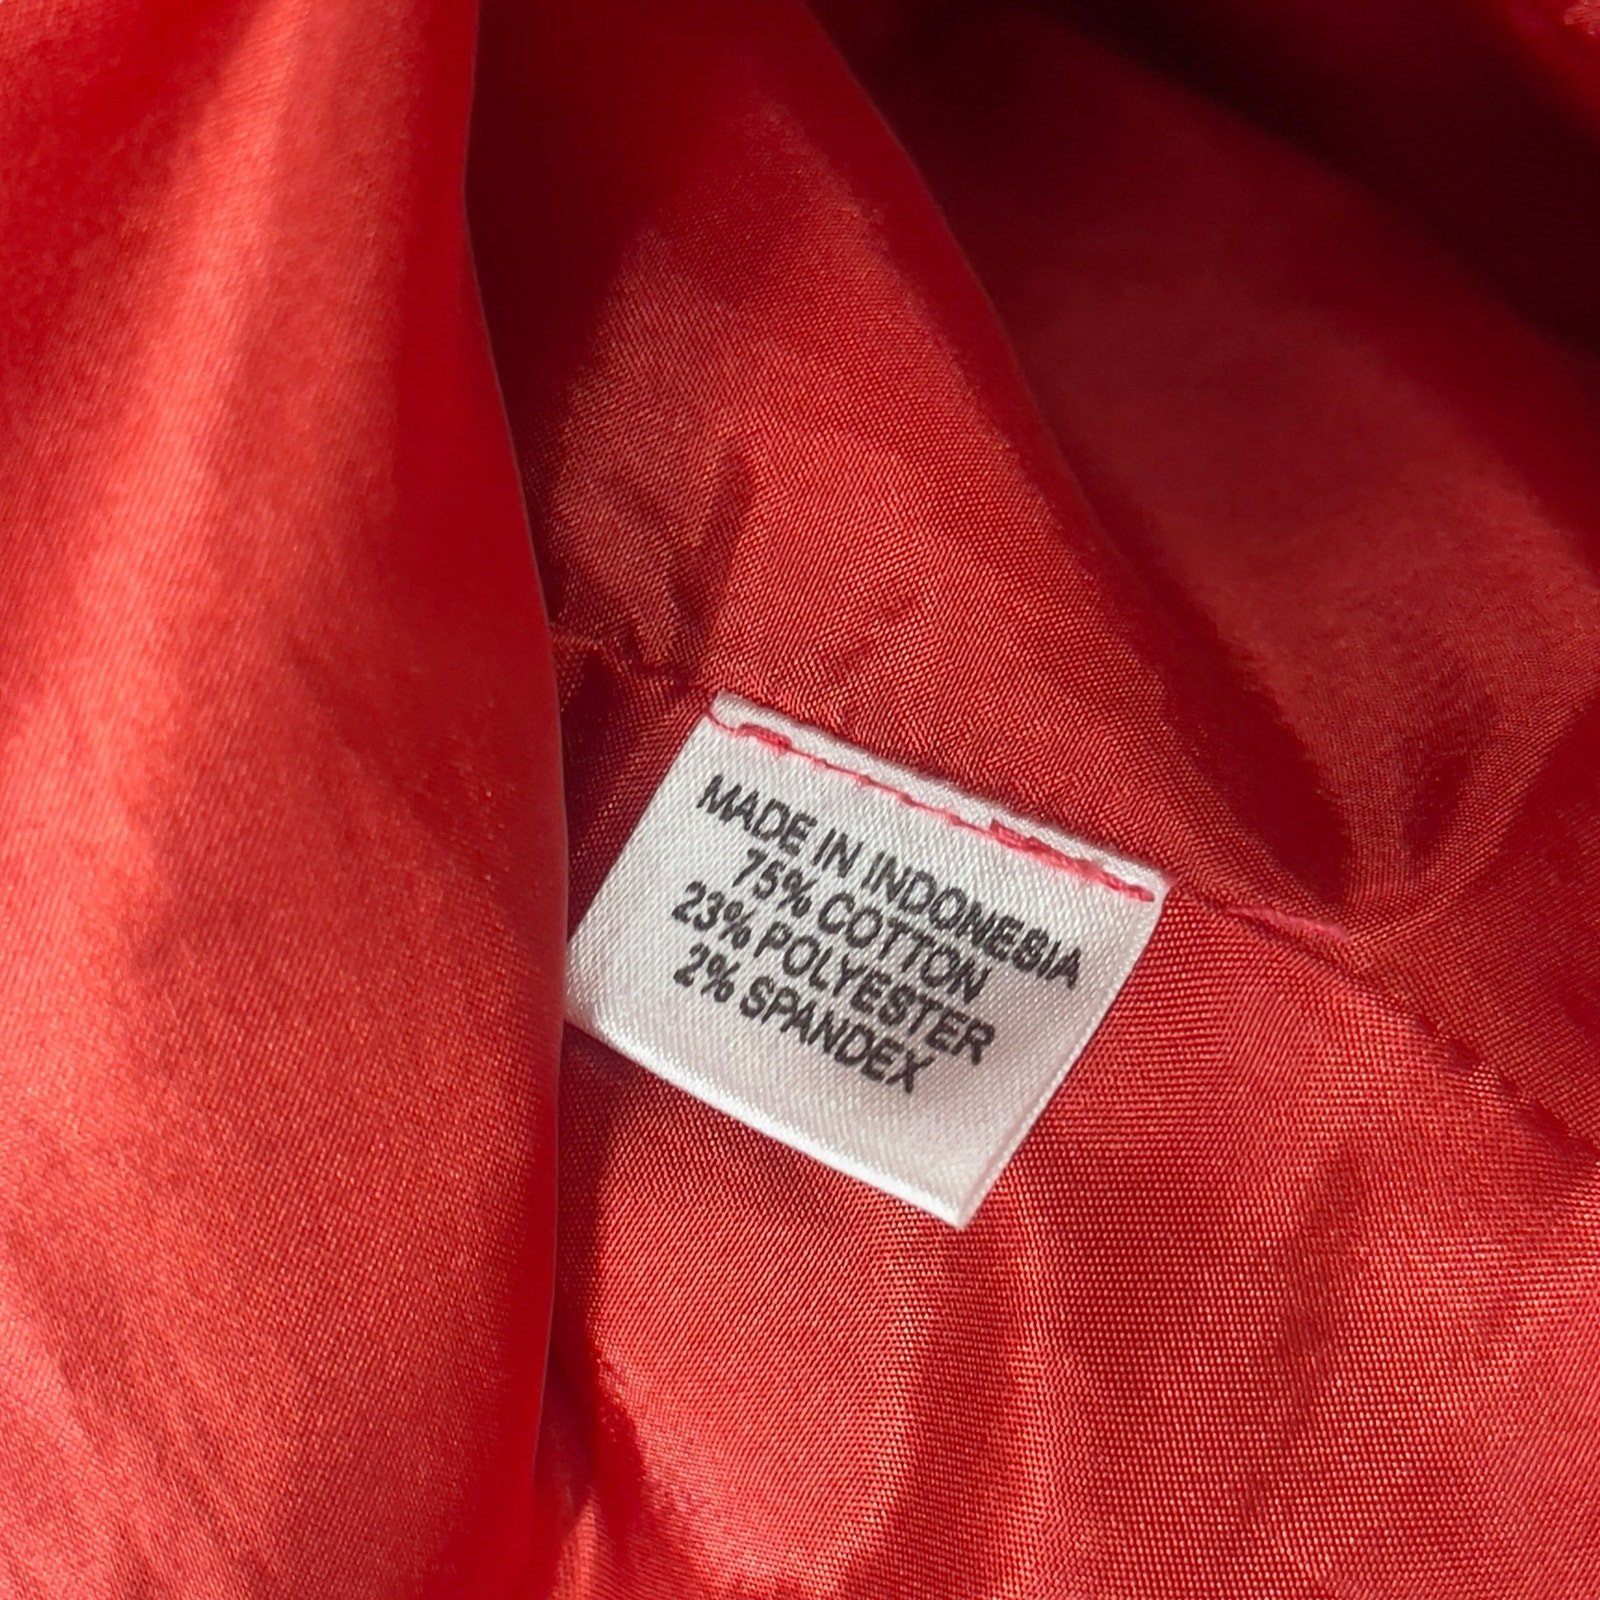 MADE IN INDONESIA
75% COTTON
23% POLYESTER
2% SPANDEX